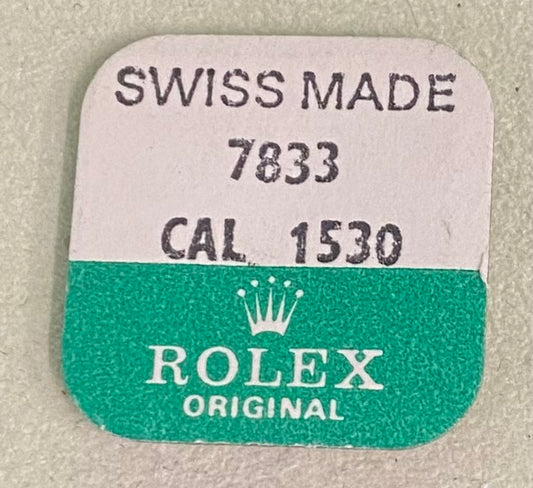 SWISS MADE
7833
CAL 1530
ROLEX
ORIGINAL